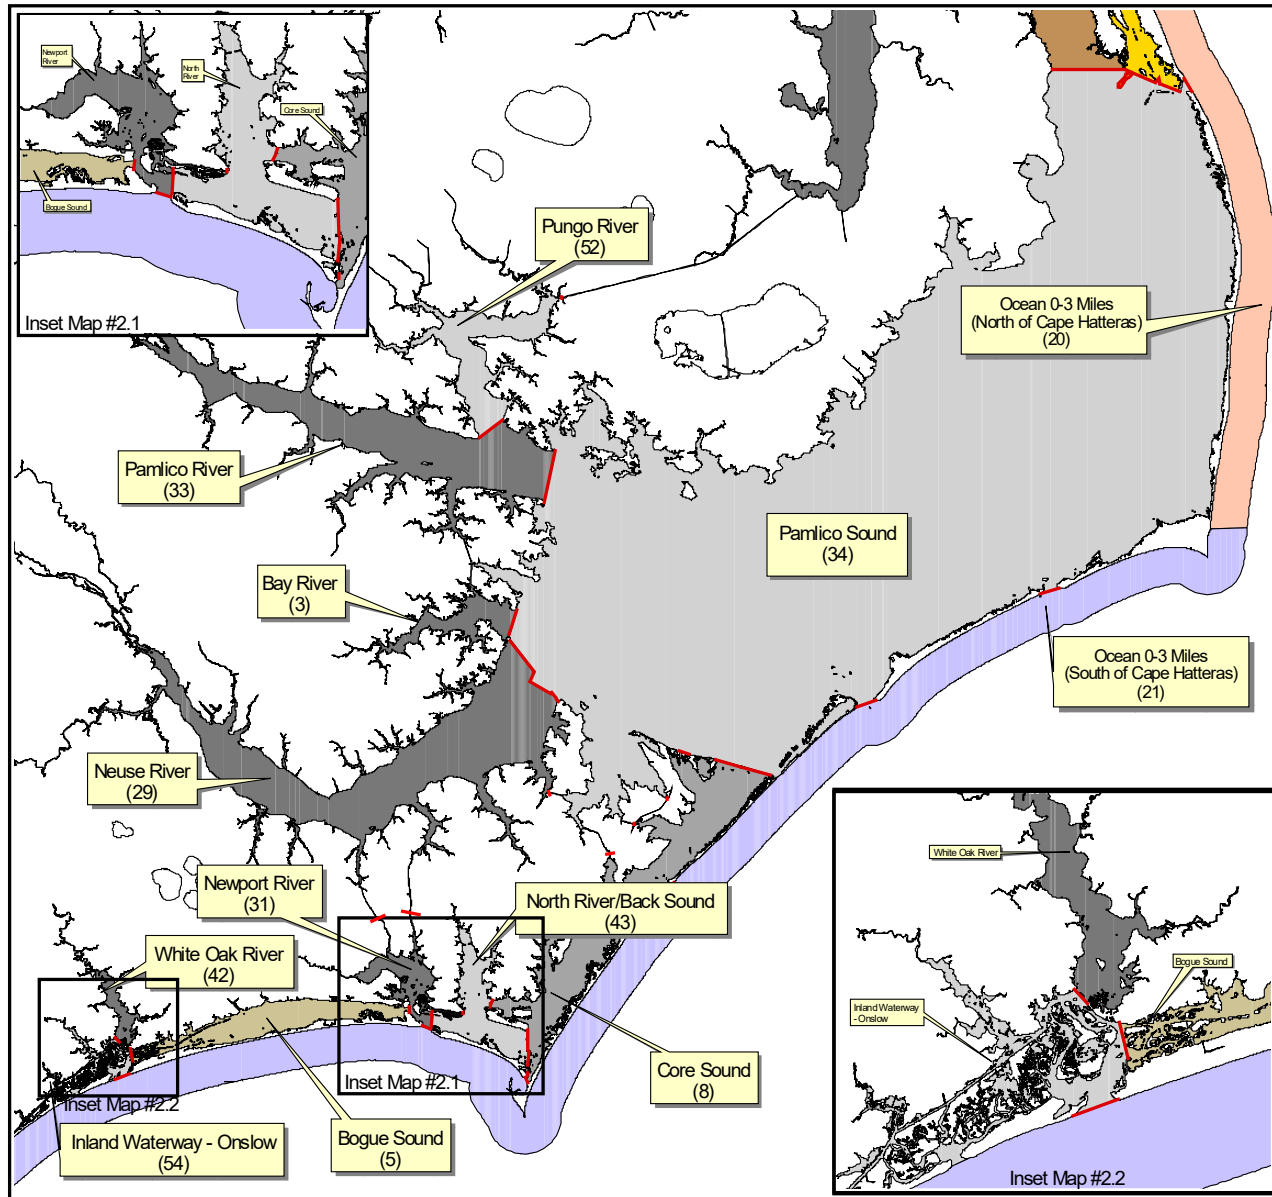 Newport
River
North
River
Core Sound
Bogue Sound
Inset Map #2.1
Pungo River
(52)
Ocean 0-3 Miles
(North of Cape Hatteras)
(20)
Pamlico River
(33)
Pamlico Sound
(34)
Bay River
(3)
Ocean 0-3 Miles
(South of Cape Hatteras)
(21)
Neuse River
(29)
Newport River
(31)
North River/Back Sound
(43)
White Oak River
(42)
Core Sound
(8)
Inset Map #2.1
Inset Map #2.2
Inland Waterway - Onslow
(54)
Bogue Sound
(5)
White Oak River
Bogue Sound
Inland Waterway
- Onslow
Inset Map #2.2